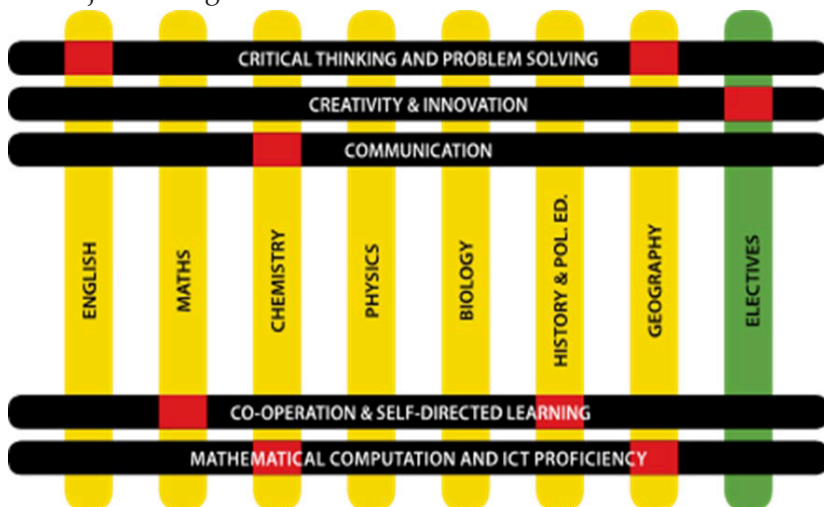 CRITICAL THINKING AND PROBLEM SOLVING
CREATIVITY & INNOVATION
COMMUNICATION
ENGLISH
MATHS
CHEMISTRY
PHYSICS
BIOLOGY
HISTORY & POL. ED.
GEOGRAPHY
ELECTIVES
CO-OPERATION & SELF-DIRECTED LEARNING
MATHEMATICAL COMPUTATION AND ICT PROFICIENCY